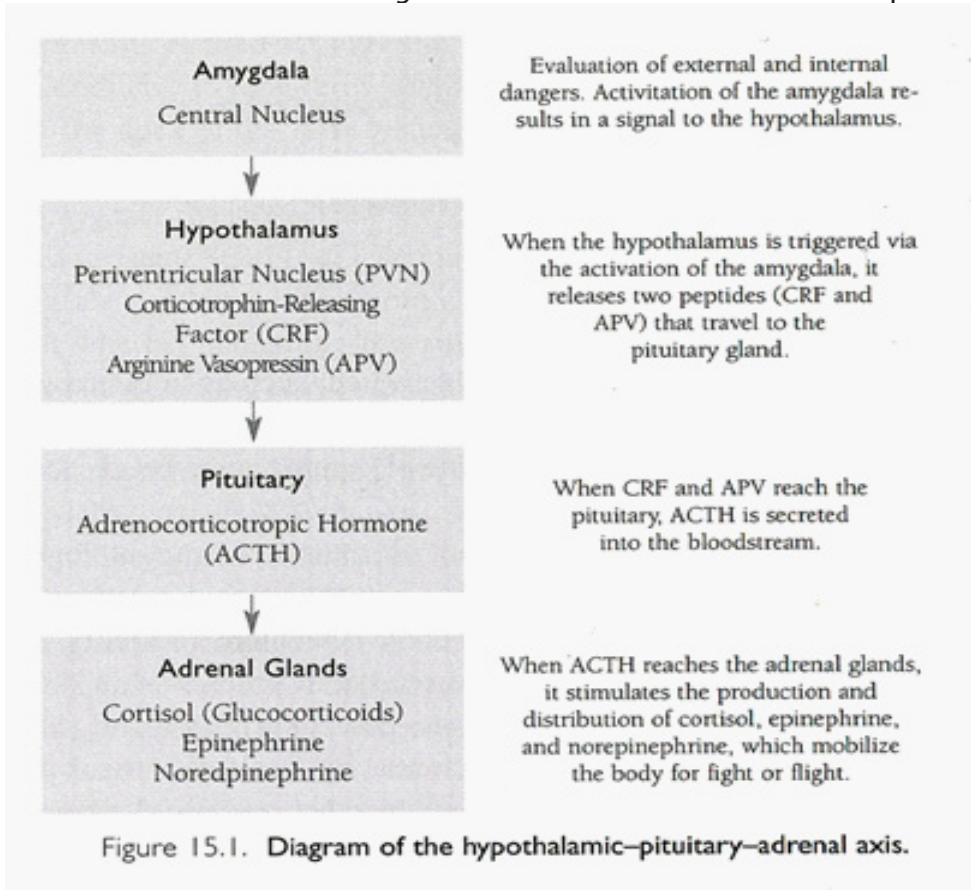 Amygdala
Central Nucleus
Evaluation of external and internal
dangers. Activitation of the amygdala re-
sults in a signal to the hypothalamus.
Hypothalamus
Periventricular Nucleus (PVN)
Corticotrophin-Releasing
Factor (CRF)
Arginine Vasopressin (APV)
When the hypothalamus is triggered via
the activation of the amygdala, it
releases two peptides (CRF and
APV) that travel to the
pituitary gland.
Pituitary
Adrenocorticotropic Hormone
(ACTH)
When CRF and APV reach the
pituitary, ACTH is secreted
into the bloodstream.
Adrenal Glands
Cortisol (Glucocorticoids)
Epinephrine
Noredpinephrine
When ACTH reaches the adrenal glands,
it stimulates the production and
distribution of cortisol, epinephrine,
and norepinephrine, which mobilize
the body for fight or flight.
Figure 15.1. Diagram of the hypothalamic–pituitary–adrenal axis.